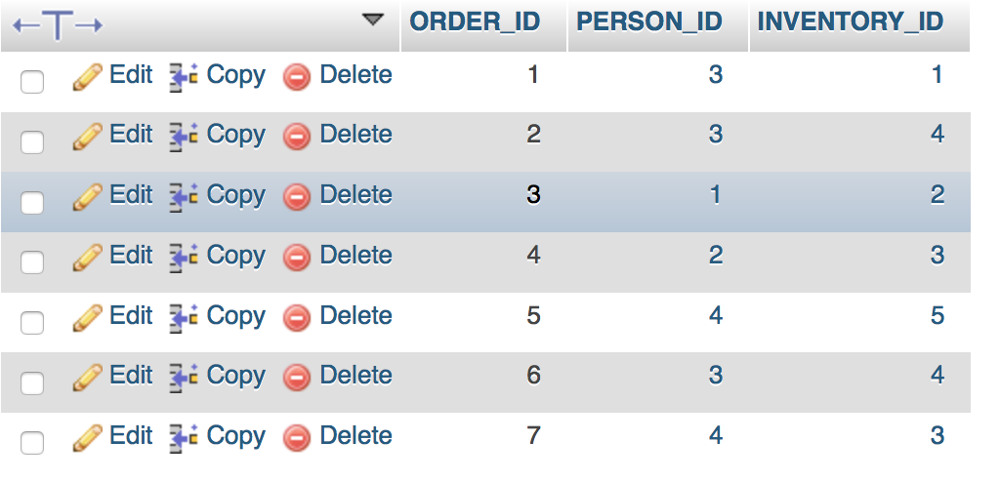 ORDER_ID PERSON_ID INVENTORY_ID
Edit Copy Delete 1 3 1
Edit Copy Delete 2 3 4
Edit Copy Delete 3 1 2
Edit Copy Delete 4 2 3
Edit Copy Delete 5 4 5
Edit Copy Delete 6 3 4
Edit Copy Delete 7 4 3